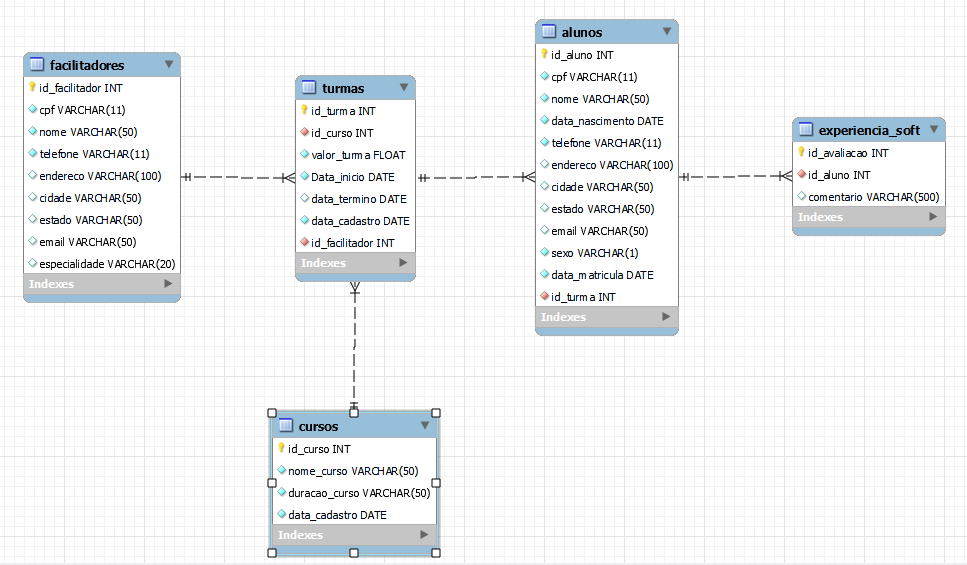 facilitadores
id_facilitador INT
cpf VARCHAR(11)
nome VARCHAR(50)
telefone VARCHAR(11)
endereco VARCHAR(100)
cidade VARCHAR(50)
estado VARCHAR(50)
email VARCHAR(50)
especialidade VARCHAR(20)
Indexes
turmas
id_turma INT
id_curso INT
valor_turma FLOAT
Data_inicio DATE
data_termino DATE
data_cadastro DATE
id_facilitador INT
Indexes
alunos
id_aluno INT
cpf VARCHAR(11)
nome VARCHAR(50)
data_nascimento DATE
telefone VARCHAR(11)
endereco VARCHAR(100)
cidade VARCHAR(50)
estado VARCHAR(50)
email VARCHAR(50)
sexo VARCHAR(1)
data_matricula DATE
id_turma INT
Indexes
experiencia_soft
id_avaliacao INT
id_aluno INT
comentario VARCHAR(500)
Indexes
cursos
id_curso INT
nome_curso VARCHAR(50)
duracao_curso VARCHAR(50)
data_cadastro DATE
Indexes